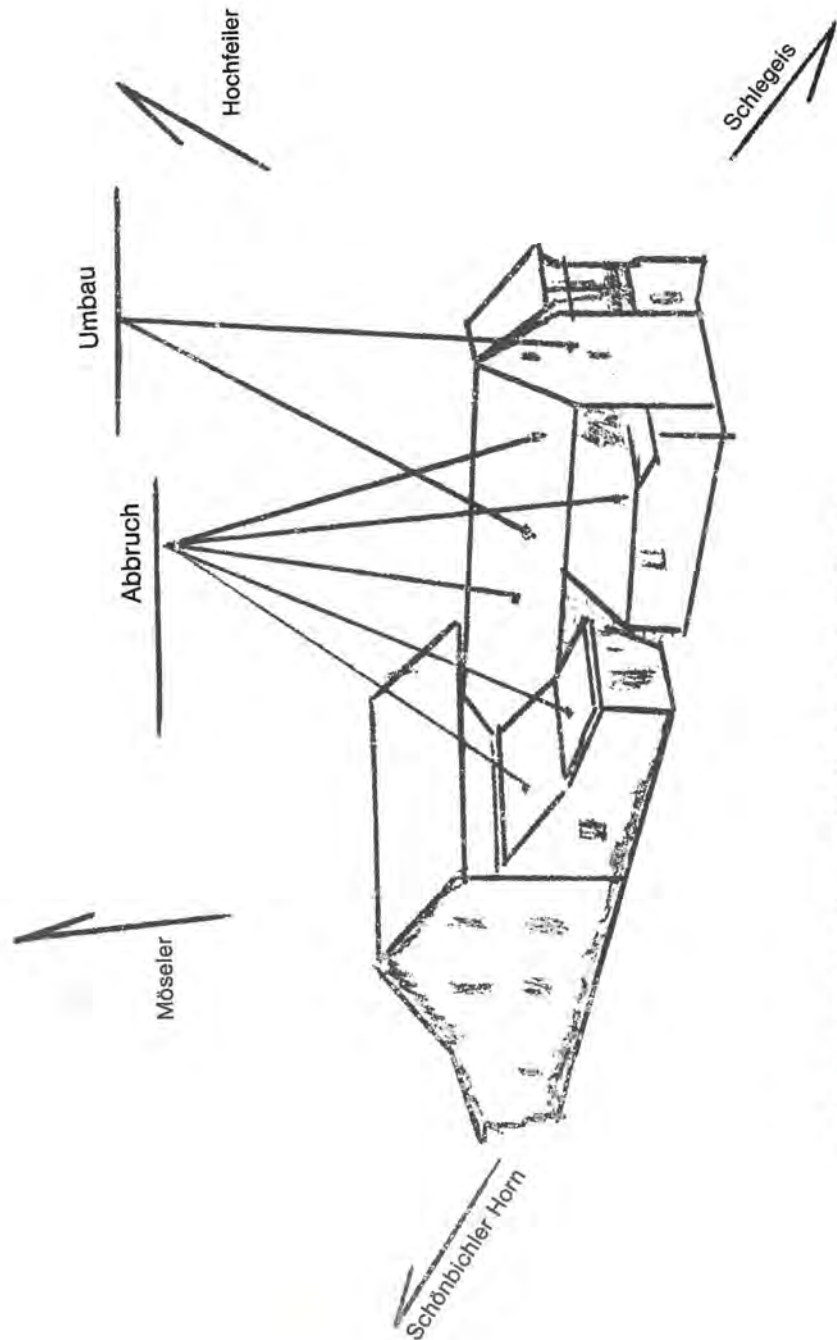 Hochfeiler
Umbau
Abbruch
Möseler
Schlegeis
Schönbichler Horn